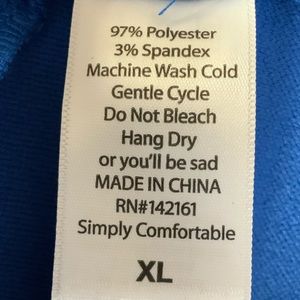 97% Polyester
3% Spandex
Machine Wash Cold
Gentle Cycle
Do Not Bleach
Hang Dry
or you'll be sad
MADE IN CHINA
RN#142161
Simply Comfortable
XL